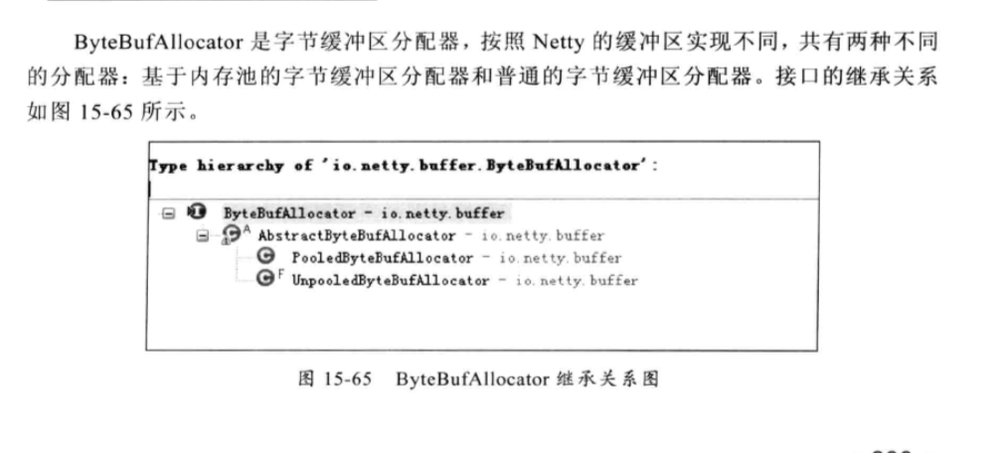 ByteBufAllocator 是字节缓冲区分配器，按照 Netty 的缓冲区实现不同，共有两种不同
的分配器：基于内存池的字节缓冲区分配器和普通的字节缓冲区分配器。接口的继承关系
如图 15-65 所示。
Type hierarchy of 'io.netty.buffer.ByteBufAllocator':
ByteBufAllocator - io.netty.buffer
AbstractByteBufAllocator - io.netty.buffer
PooledByteBufAllocator - io.netty.buffer
UnpooledByteBufAllocator - io.netty.buffer
图 15-65 ByteBufAllocator 继承关系图